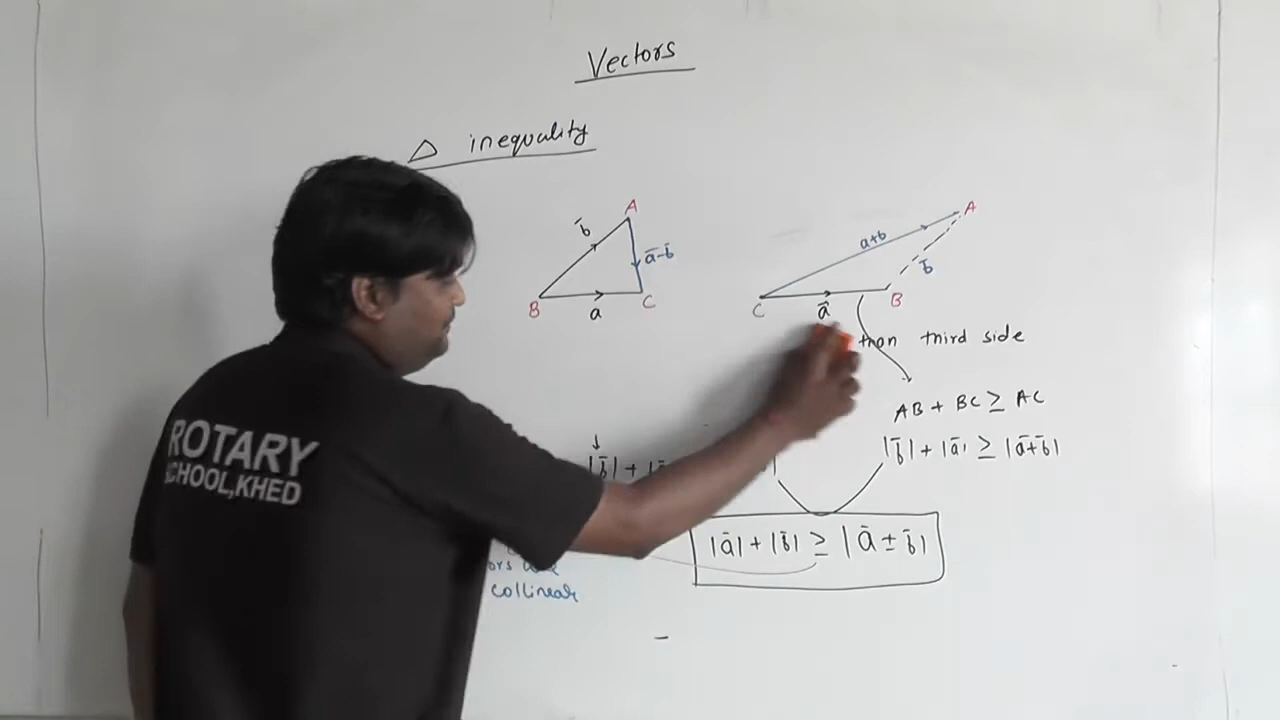 Vectors
△ inequality
A
b̄
ā-b̄
B
a
C
A
a+b
b̄
C
ā
B
than third side
AB + BC ≥ AC
|b̄| + |ā| ≥ |ā+b̄|
|b̄| +
|ā| + |b̄| ≥ |ā ± b̄|
collinear
ROTARY
SCHOOL,KHED